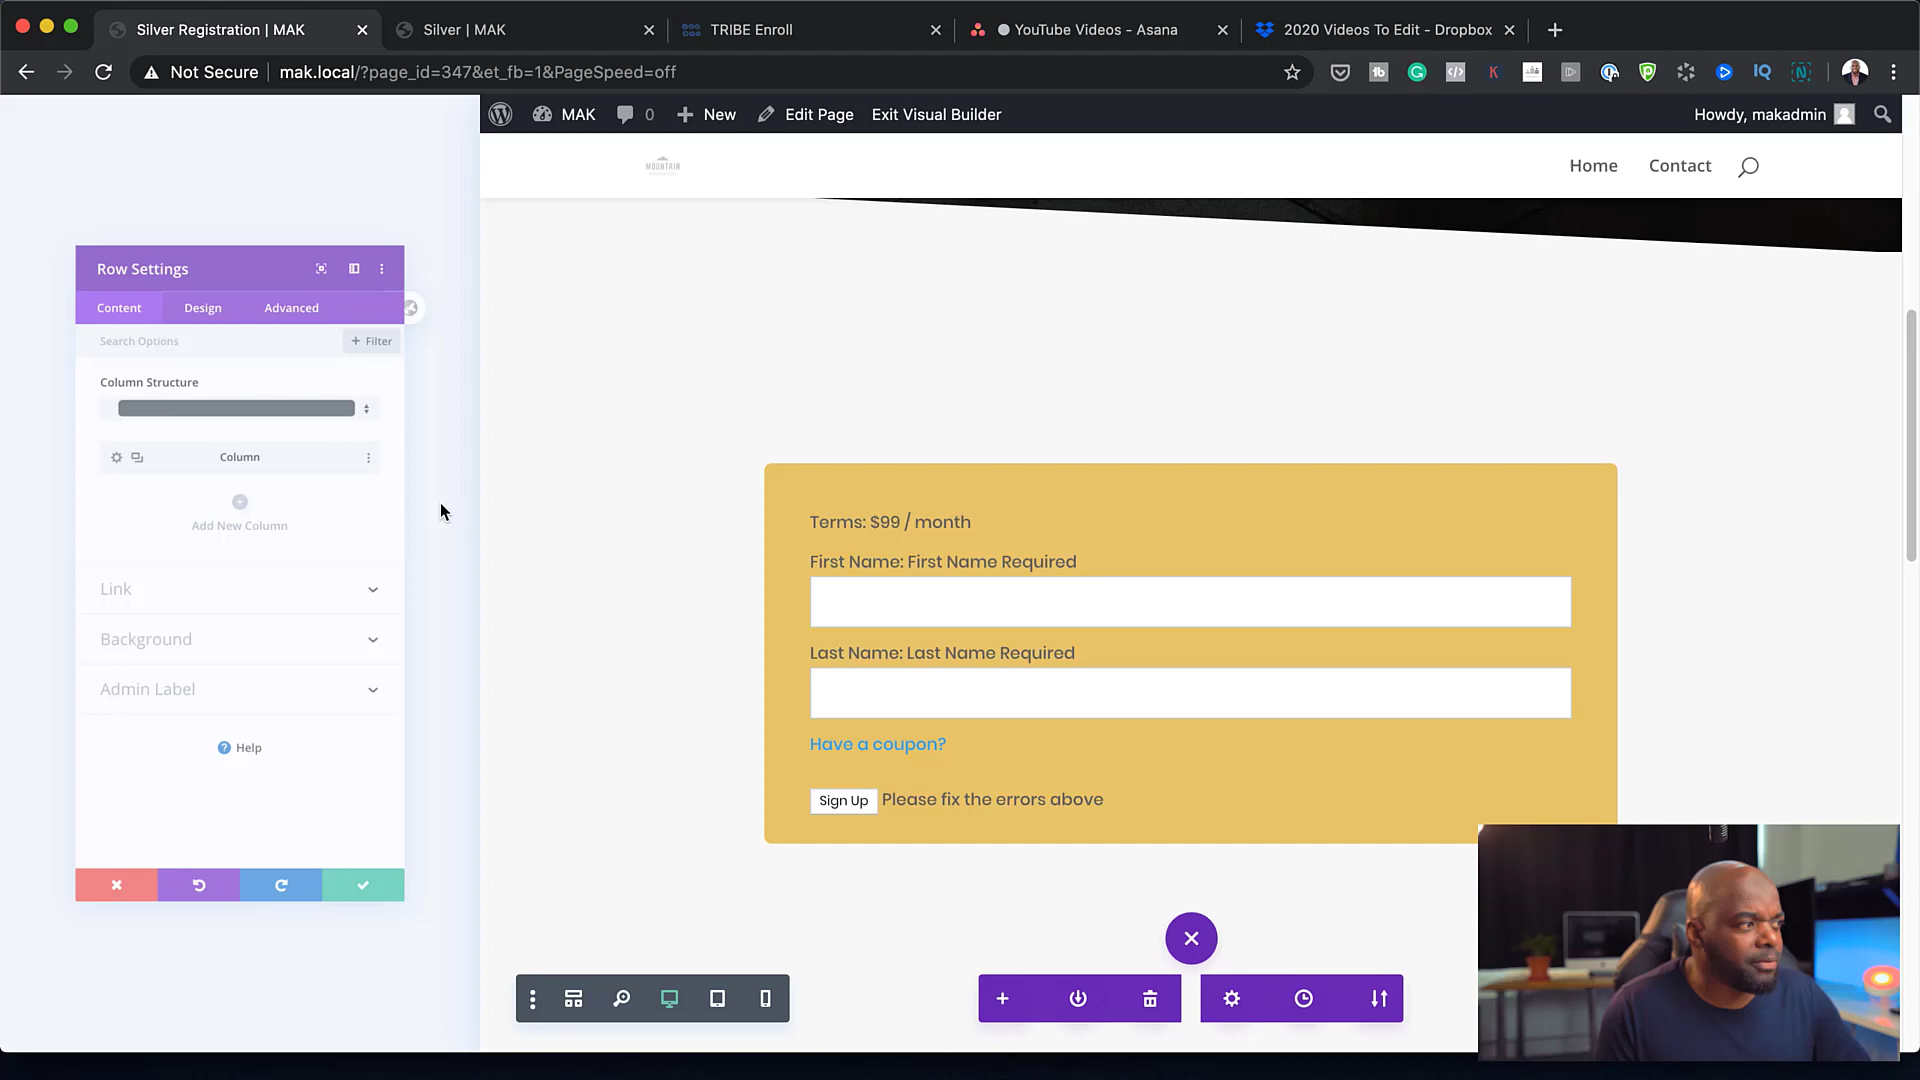 Silver Registration | MAK
Silver | MAK
TRIBE Enroll
YouTube Videos - Asana
2020 Videos To Edit - Dropbox
Not Secure
mak.local/?page_id=347&et_fb=1&PageSpeed=off
MAK
0
New
Edit Page
Exit Visual Builder
Howdy, makadmin
MOUNTAIN
Home
Contact
Row Settings
Content
Design
Advanced
Search Options
+ Filter
Column Structure
Column
Add New Column
Link
Background
Admin Label
Help
Terms: $99 / month
First Name: First Name Required
Last Name: Last Name Required
Have a coupon?
Sign Up
Please fix the errors above